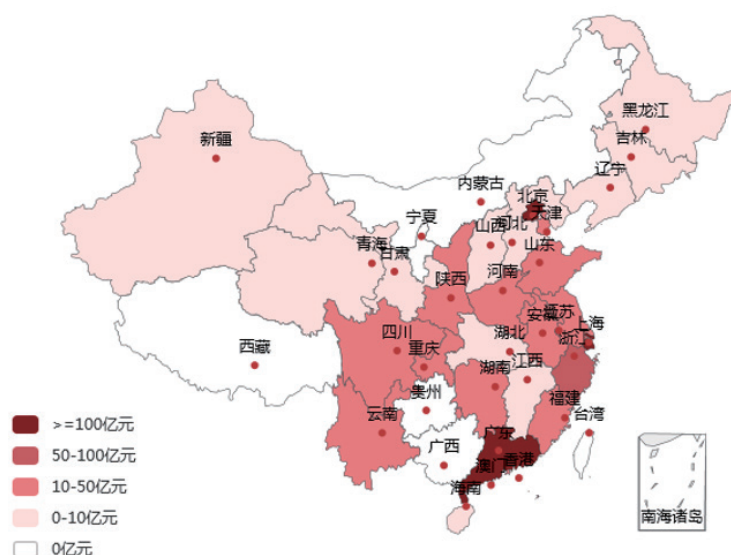 黑龙江
吉林
新疆
辽宁
内蒙古
北京
天津
宁夏
河北
山西
青海
甘肃
山东
陕西
河南
江苏
安徽
上海
浙江
四川
湖北
重庆
西藏
江西
湖南
贵州
福建
云南
台湾
广东
广西
香港
澳门
海南
>=100亿元
50-100亿元
10-50亿元
0-10亿元
0亿元
南海诸岛